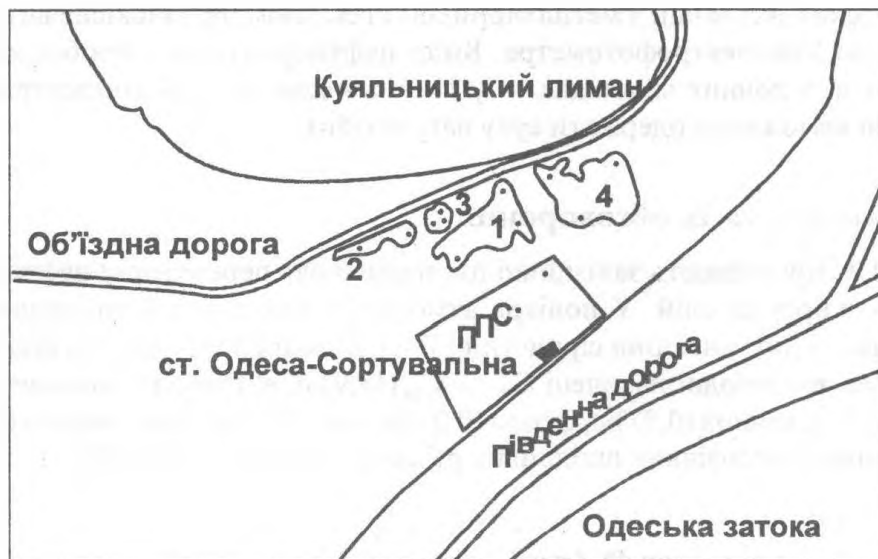 Куяльницький лиман
3
4
1
Об’їздна дорога
2
ППС
ст. Одеса-Сортувальна
Південна дорога
Одеська затока